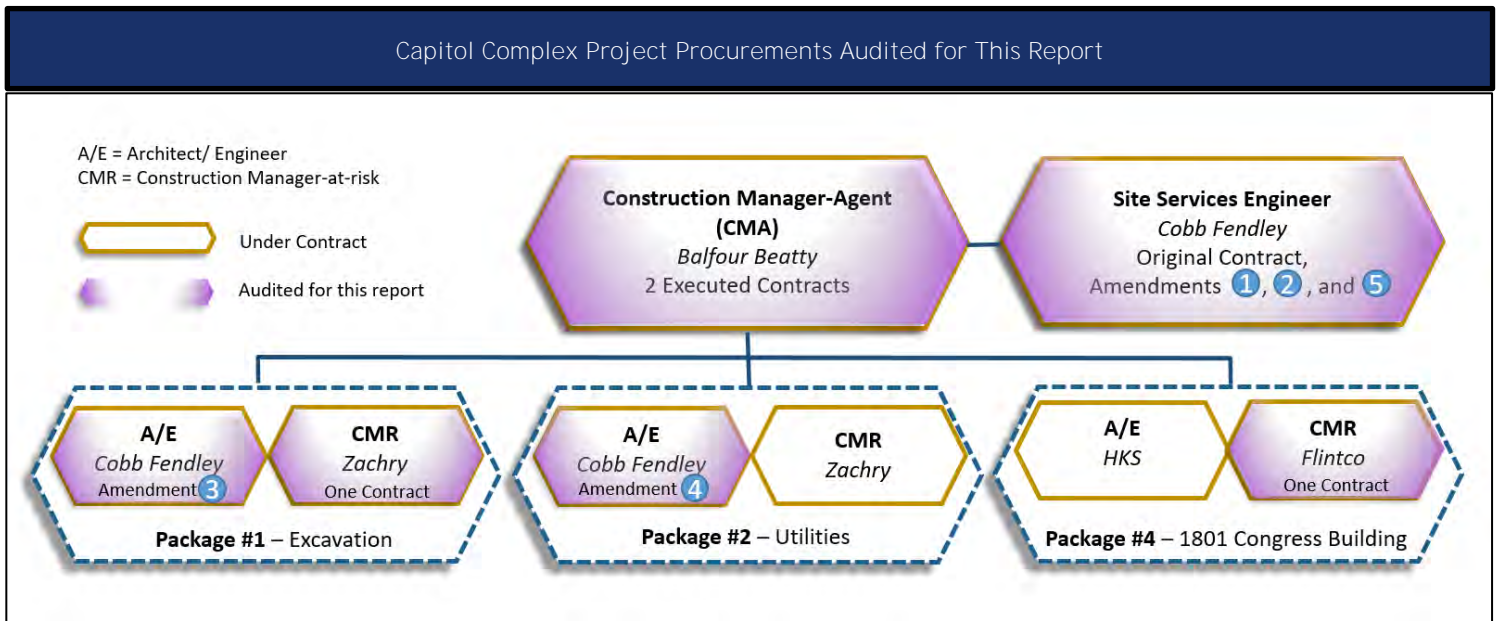 Capitol Complex Project Procurements Audited for This Report
A/E = Architect/ Engineer
CMR = Construction Manager-at-risk
Under Contract
Audited for this report
Construction Manager-Agent
(CMA)
Balfour Beatty
2 Executed Contracts
Site Services Engineer
Cobb Fendley
Original Contract,
Amendments 1, 2, and 5
A/E
Cobb Fendley
Amendment 3
CMR
Zachry
One Contract
Package #1 – Excavation
A/E
Cobb Fendley
Amendment 4
CMR
Zachry
Package #2 – Utilities
A/E
HKS
CMR
Flintco
One Contract
Package #4 – 1801 Congress Building